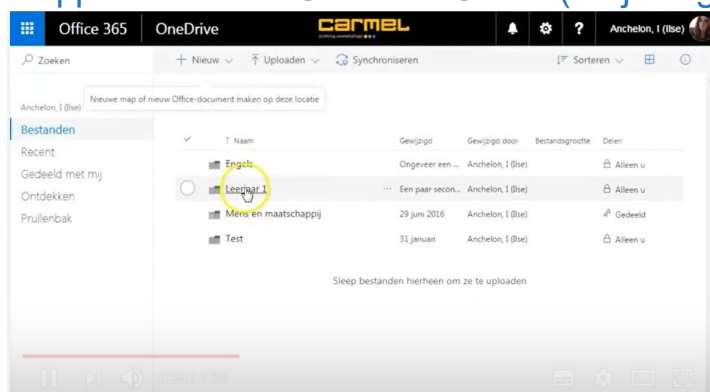 Office 365 OneDrive CARMEL ? Anchelon, I (Ilse)
Zoeken + Nieuw Uploaden Synchroniseren Sorteren
Nieuwe map of nieuw Office-document maken op deze locatie
Anchelon, I (Ilse)
Bestanden
Recent
Gedeeld met mij
Ontdekken
Prullenbak
Naam Gewijzigd Gewijzigd door Bestandsgrootte Delen
Engels Ongeveer een ... Anchelon, I (Ilse) Alleen u
Leerjaar 1 ... Een paar secon... Anchelon, I (Ilse) Alleen u
Mens en maatschappij 29 juni 2016 Anchelon, I (Ilse) Gedeeld
Test 31 januari Anchelon, I (Ilse) Alleen u
Sleep bestanden hierheen om ze te uploaden